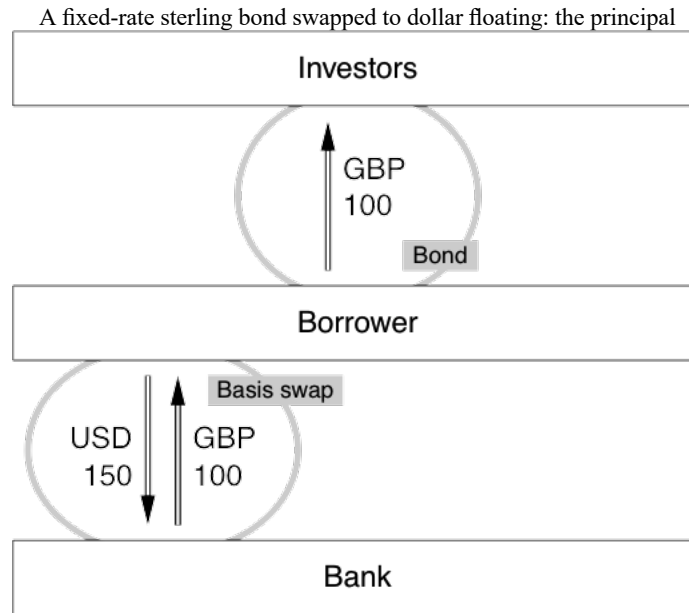 A fixed-rate sterling bond swapped to dollar floating: the principal
Investors
GBP
100
Bond
Borrower
Basis swap
USD
150
GBP
100
Bank